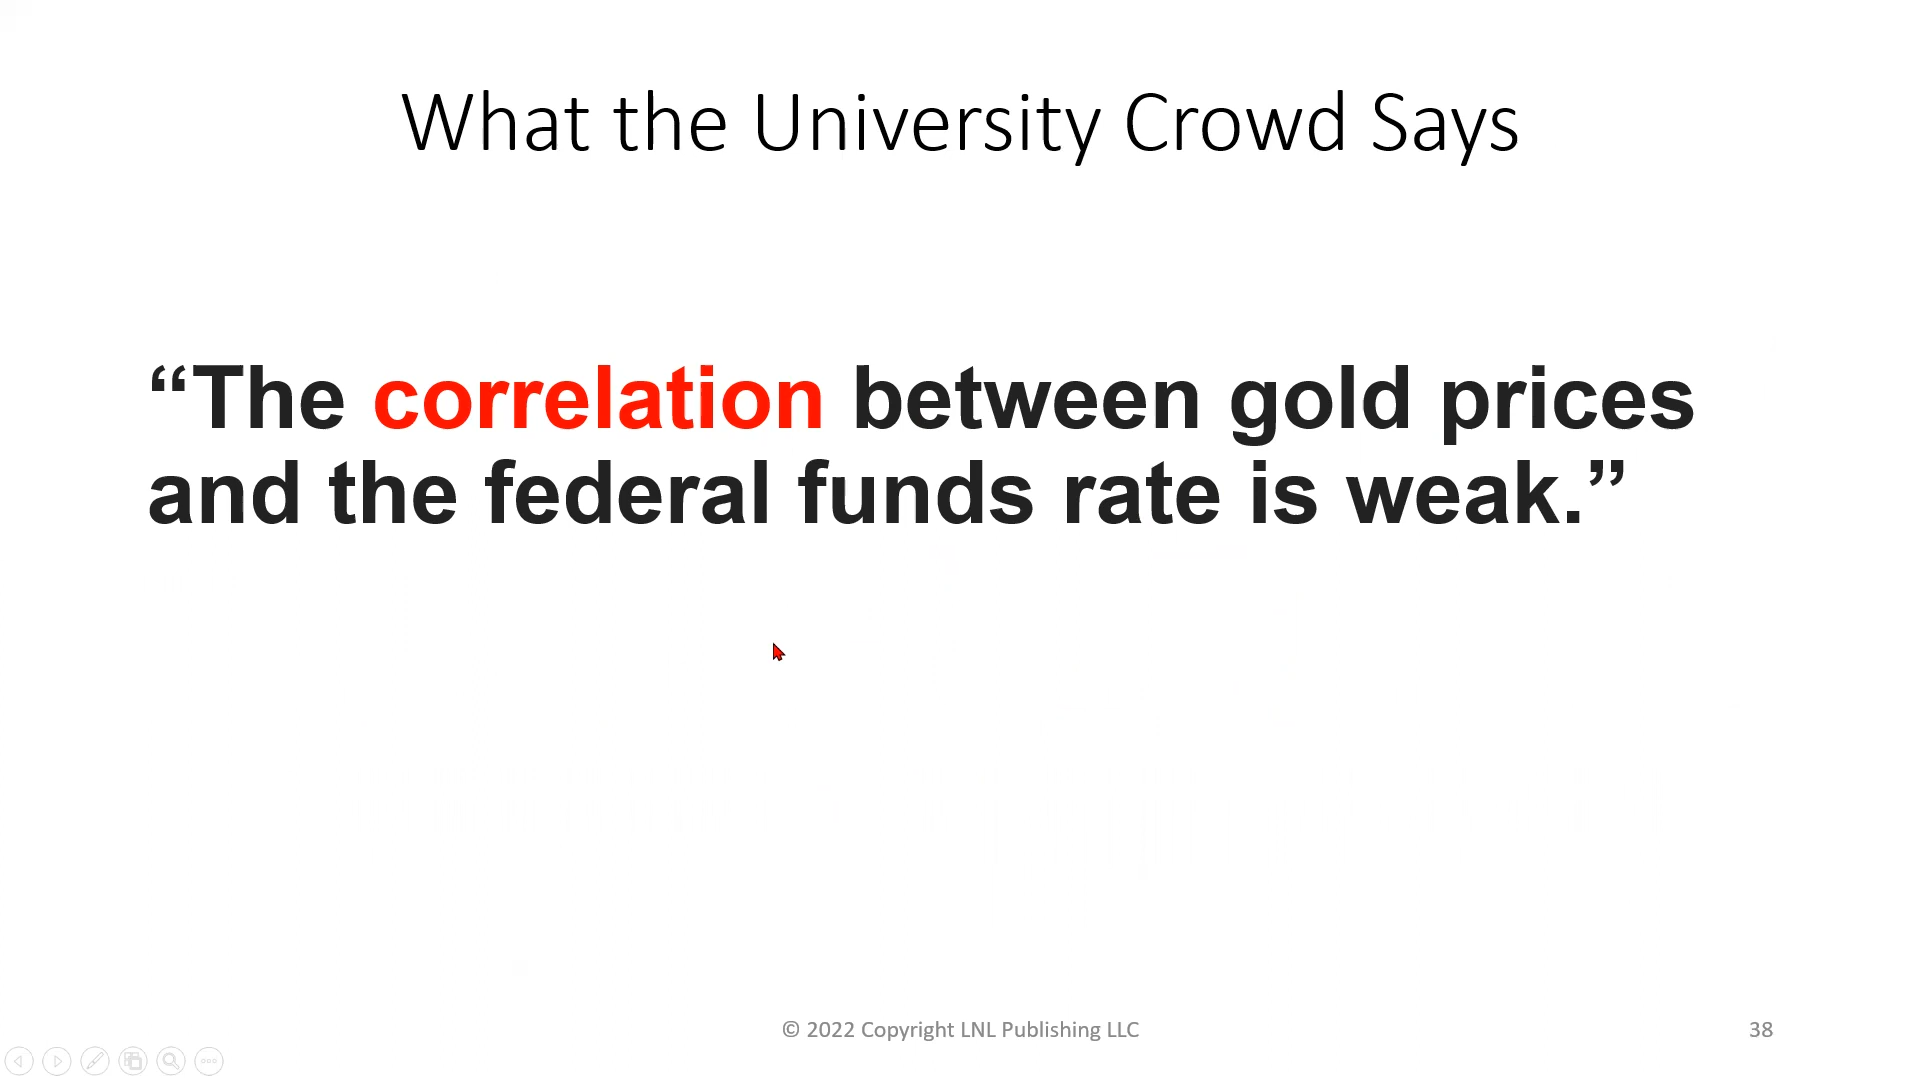 What the University Crowd Says
“The correlation between gold prices
and the federal funds rate is weak.”
© 2022 Copyright LNL Publishing LLC
38